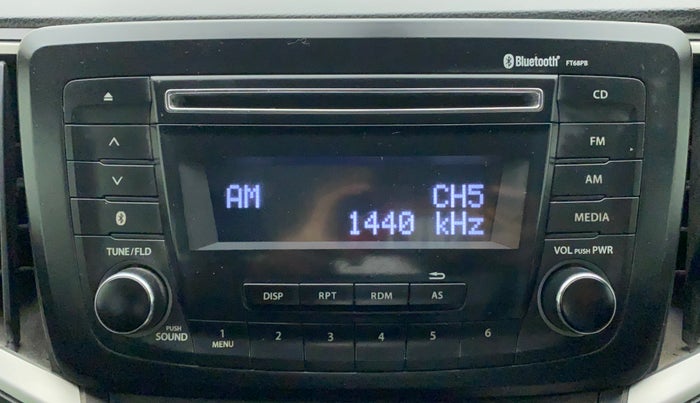 Bluetooth® FT68PB
CD
FM
AM
MEDIA
AM CH5
1440 kHz
TUNE/FLD
VOL PUSH PWR
DISP RPT RDM AS
PUSH SOUND
1 MENU 2 3 4 5 6